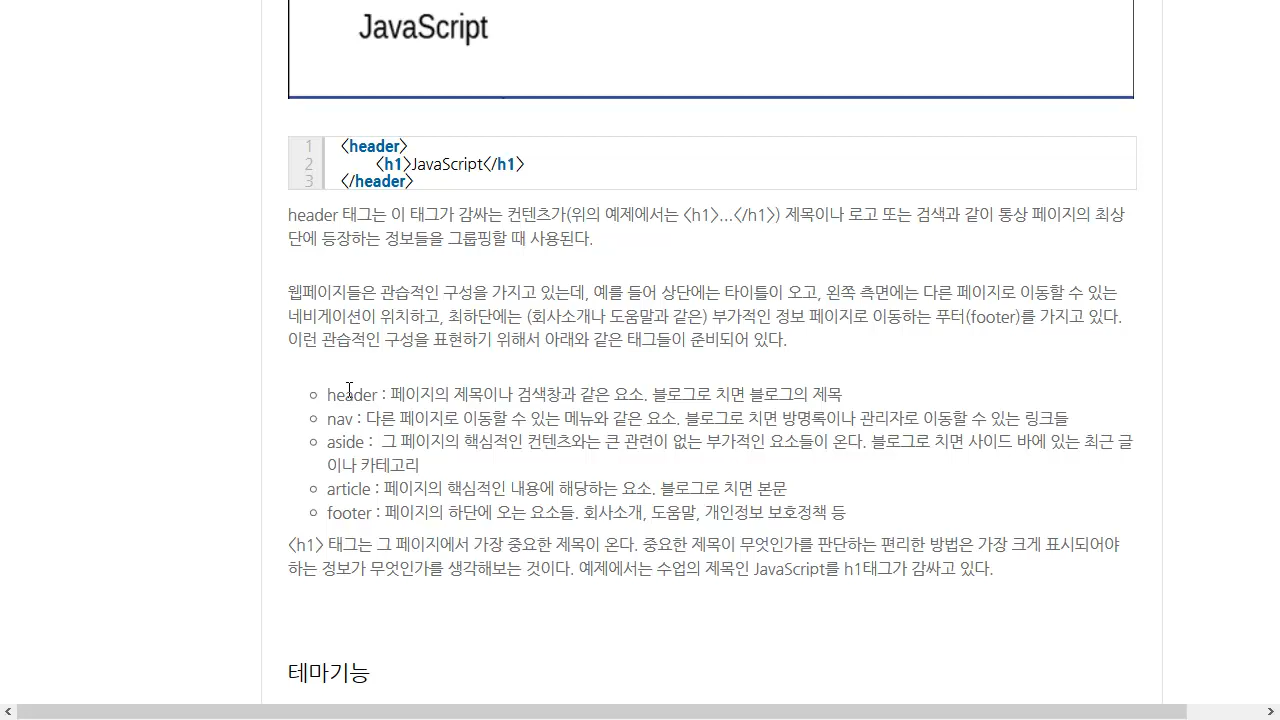 JavaScript
1 <header>
2 <h1>JavaScript</h1>
3 </header>
header 태그는 이 태그가 감싸는 컨텐츠가(위의 예제에서는 <h1>...</h1>) 제목이나 로고 또는 검색과 같이 통상 페이지의 최상
단에 등장하는 정보들을 그룹핑할 때 사용된다.
웹페이지들은 관습적인 구성을 가지고 있는데, 예를 들어 상단에는 타이틀이 오고, 왼쪽 측면에는 다른 페이지로 이동할 수 있는
네비게이션이 위치하고, 최하단에는 (회사소개나 도움말과 같은) 부가적인 정보 페이지로 이동하는 푸터(footer)를 가지고 있다.
이런 관습적인 구성을 표현하기 위해서 아래와 같은 태그들이 준비되어 있다.
header : 페이지의 제목이나 검색창과 같은 요소. 블로그로 치면 블로그의 제목
nav : 다른 페이지로 이동할 수 있는 메뉴와 같은 요소. 블로그로 치면 방명록이나 관리자로 이동할 수 있는 링크들
aside : 그 페이지의 핵심적인 컨텐츠와는 큰 관련이 없는 부가적인 요소들이 온다. 블로그로 치면 사이드 바에 있는 최근 글
이나 카테고리
article : 페이지의 핵심적인 내용에 해당하는 요소. 블로그로 치면 본문
footer : 페이지의 하단에 오는 요소들. 회사소개, 도움말, 개인정보 보호정책 등
<h1> 태그는 그 페이지에서 가장 중요한 제목이 온다. 중요한 제목이 무엇인가를 판단하는 편리한 방법은 가장 크게 표시되어야
하는 정보가 무엇인가를 생각해보는 것이다. 예제에서는 수업의 제목인 JavaScript를 h1태그가 감싸고 있다.
테마기능